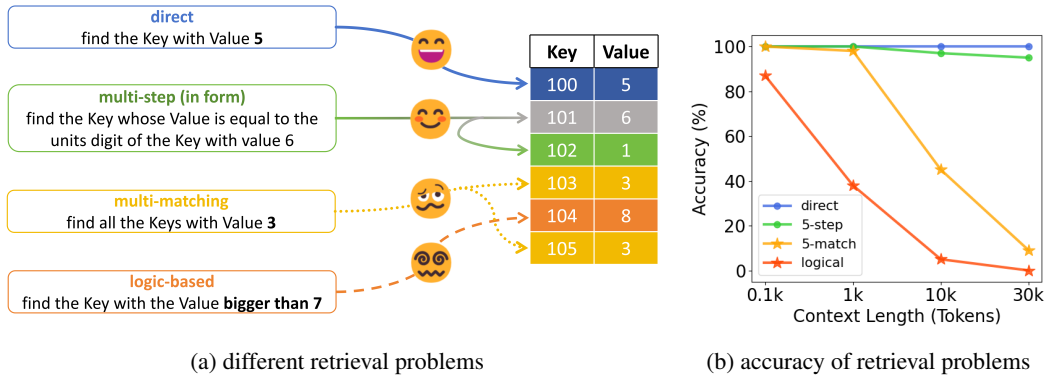 direct
find the Key with Value 5
multi-step (in form)
find the Key whose Value is equal to the
units digit of the Key with value 6
multi-matching
find all the Keys with Value 3
logic-based
find the Key with the Value bigger than 7
Key Value
100 5
101 6
102 1
103 3
104 8
105 3
(a) different retrieval problems
Accuracy (%)
100
80
60
40
20
0
direct
5-step
5-match
logical
0.1k 1k 10k 30k
Context Length (Tokens)
(b) accuracy of retrieval problems